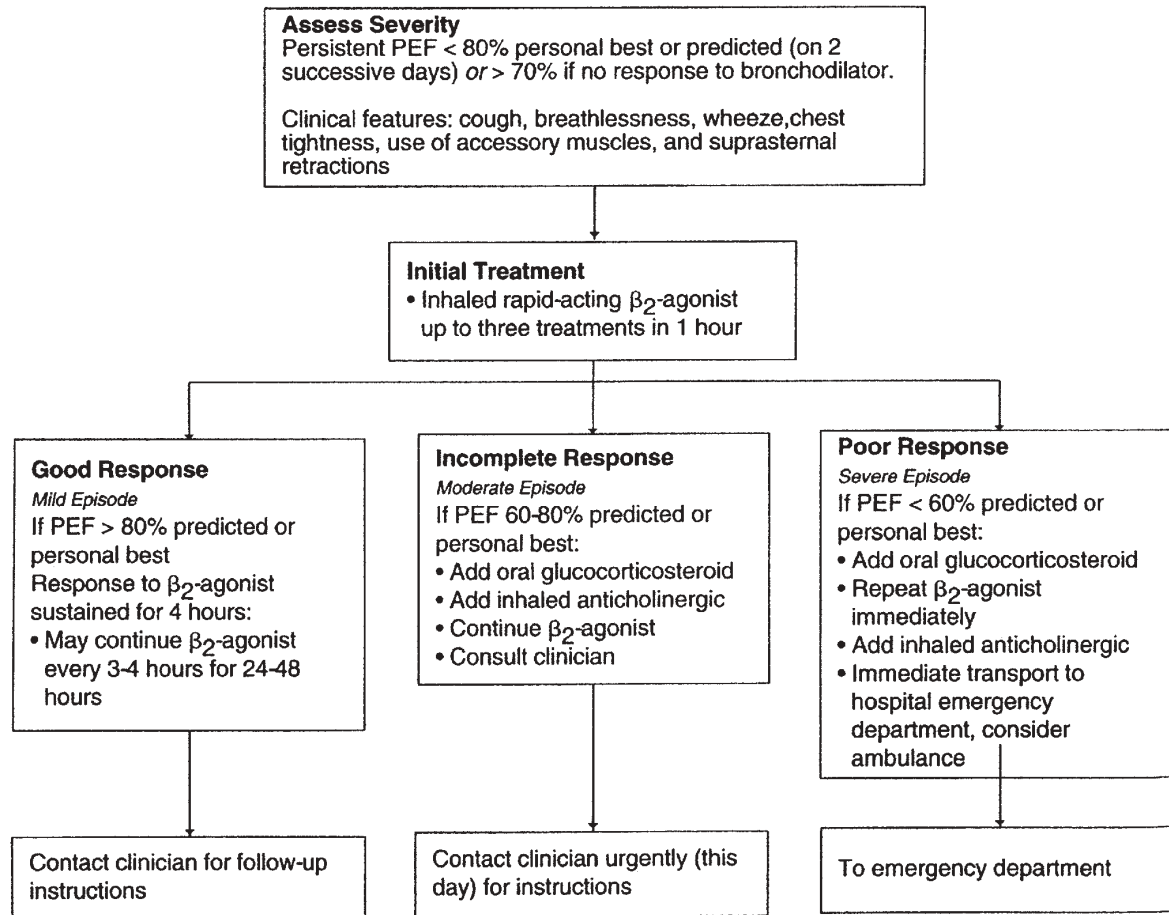 Assess Severity
Persistent PEF < 80% personal best or predicted (on 2
successive days) or > 70% if no response to bronchodilator.
Clinical features: cough, breathlessness, wheeze,chest
tightness, use of accessory muscles, and suprasternal
retractions
Initial Treatment
• Inhaled rapid-acting β₂-agonist
up to three treatments in 1 hour
Good Response
Mild Episode
If PEF > 80% predicted or
personal best
Response to β₂-agonist
sustained for 4 hours:
• May continue β₂-agonist
every 3-4 hours for 24-48
hours
Incomplete Response
Moderate Episode
If PEF 60-80% predicted or
personal best:
• Add oral glucocorticosteroid
• Add inhaled anticholinergic
• Continue β₂-agonist
• Consult clinician
Poor Response
Severe Episode
If PEF < 60% predicted or
personal best:
• Add oral glucocorticosteroid
• Repeat β₂-agonist
immediately
• Add inhaled anticholinergic
• Immediate transport to
hospital emergency
department, consider
ambulance
Contact clinician for follow-up
instructions
Contact clinician urgently (this
day) for instructions
To emergency department